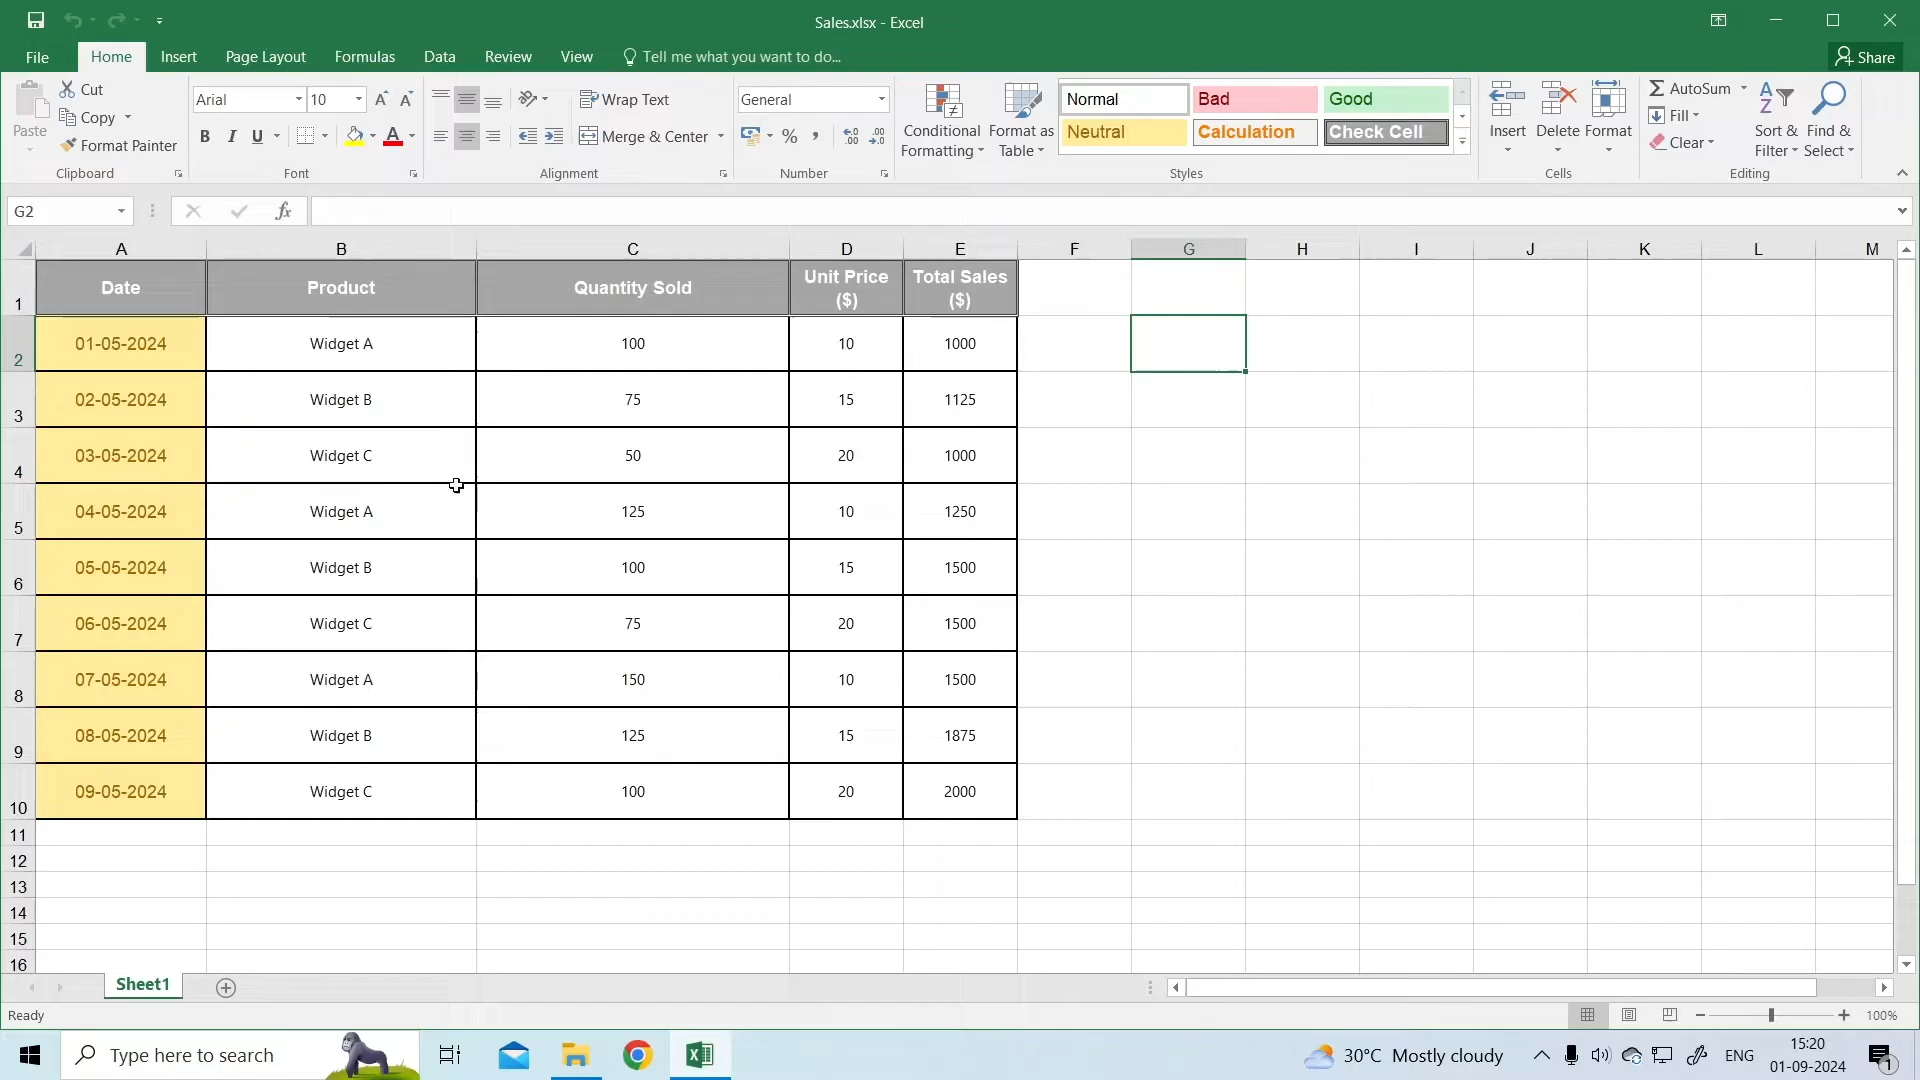 Sales.xlsx - Excel
File Home Insert Page Layout Formulas Data Review View Tell me what you want to do... Share
Paste
Cut
Copy
Format Painter
Clipboard
Arial 10
B I U
Font
Wrap Text
Merge & Center
Alignment
General
Number
Conditional Formatting
Format as Table
Normal Bad Good
Neutral Calculation Check Cell
Styles
Insert Delete Format
Cells
AutoSum
Fill
Clear
Sort & Filter
Find & Select
Editing
G2 fx
A B C D E F G H I J K L M
1 Date Product Quantity Sold Unit Price ($) Total Sales ($)
2 01-05-2024 Widget A 100 10 1000
3 02-05-2024 Widget B 75 15 1125
4 03-05-2024 Widget C 50 20 1000
5 04-05-2024 Widget A 125 10 1250
6 05-05-2024 Widget B 100 15 1500
7 06-05-2024 Widget C 75 20 1500
8 07-05-2024 Widget A 150 10 1500
9 08-05-2024 Widget B 125 15 1875
10 09-05-2024 Widget C 100 20 2000
11
12
13
14
15
16
Sheet1
Ready 100%
Type here to search
30°C Mostly cloudy
ENG
15:20
01-09-2024
1